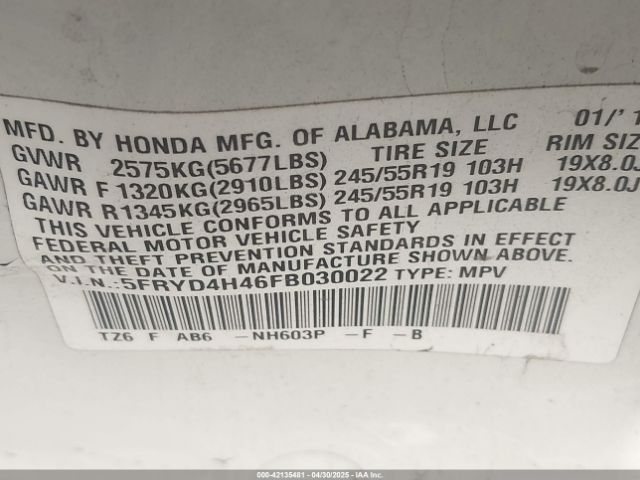 MFD. BY HONDA MFG. OF ALABAMA, LLC 01/' 1
GVWR 2575KG(5677LBS) TIRE SIZE RIM SIZ
GAWR F 1320KG(2910LBS) 245/55R19 103H 19X8.0J
GAWR R1345KG(2965LBS) 245/55R19 103H 19X8.0J
THIS VEHICLE CONFORMS TO ALL APPLICABLE
FEDERAL MOTOR VEHICLE SAFETY
AND THEFT PREVENTION STANDARDS IN EFFECT
ON THE DATE OF MANUFACTURE SHOWN ABOVE.
V.I.N.:5FRYD4H46FB030022 TYPE: MPV
TZ6 F AB6 -NH603P -F -B
000-42135481 - 04/30/2025 - IAA Inc.